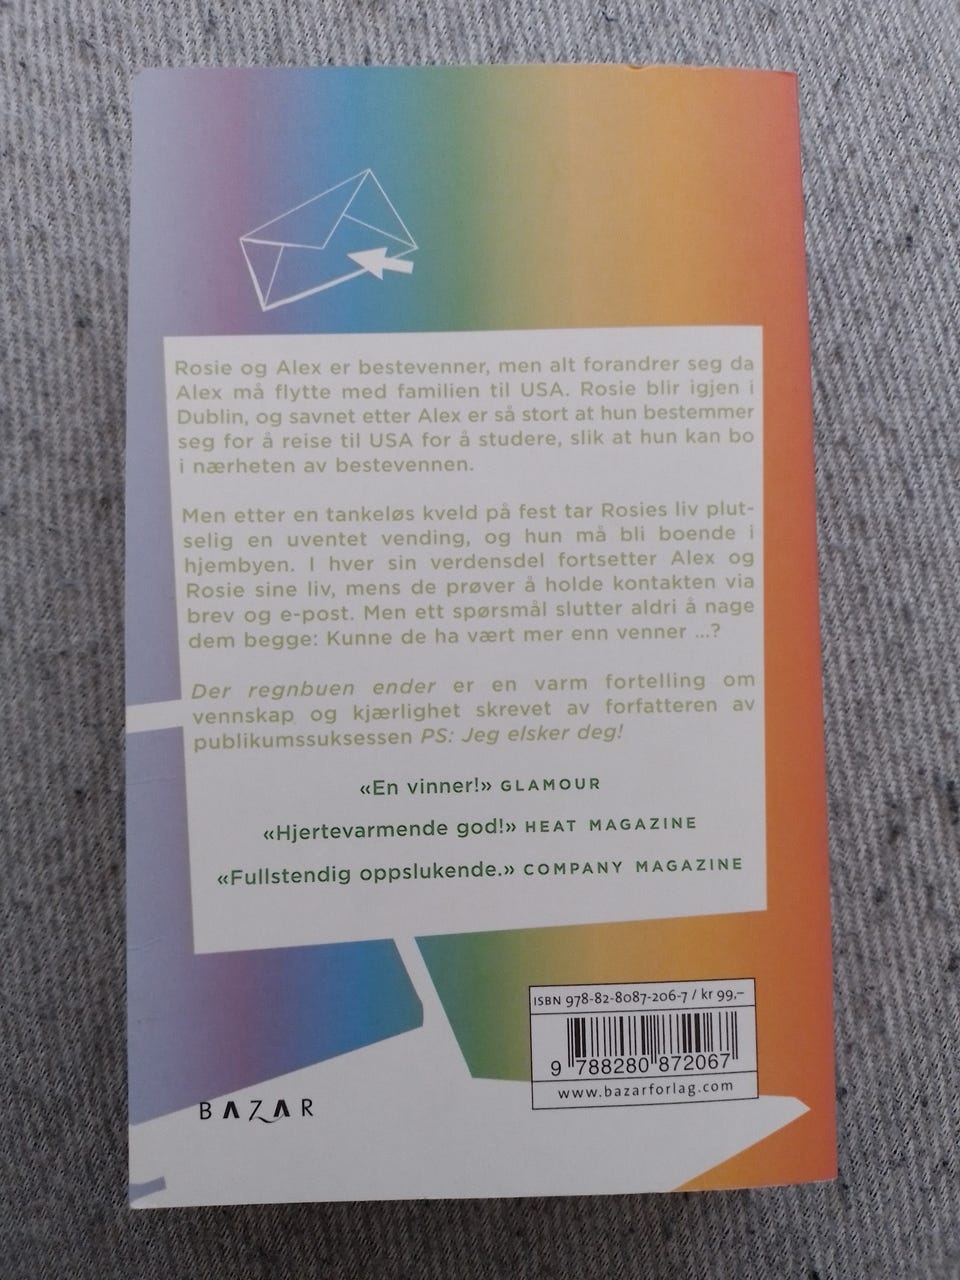 Rosie og Alex er bestevenner, men alt forandrer seg da
Alex må flytte med familien til USA. Rosie blir igjen i
Dublin, og savnet etter Alex er så stort at hun bestemmer
seg for å reise til USA for å studere, slik at hun kan bo
i nærheten av bestevennen.
Men etter en tankeløs kveld på fest tar Rosies liv plut-
selig en uventet vending, og hun må bli boende i
hjembyen. I hver sin verdensdel fortsetter Alex og
Rosie sine liv, mens de prøver å holde kontakten via
brev og e-post. Men ett spørsmål slutter aldri å nage
dem begge: Kunne de ha vært mer enn venner ...?
Der regnbuen ender er en varm fortelling om
vennskap og kjærlighet skrevet av forfatteren av
publikumssuksessen PS: Jeg elsker deg!
«En vinner!» GLAMOUR
«Hjertevarmende god!» HEAT MAGAZINE
«Fullstendig oppslukende.» COMPANY MAGAZINE
ISBN 978-82-8087-206-7 / kr 99,–
9 788280 872067
www.bazarforlag.com
BAZAR